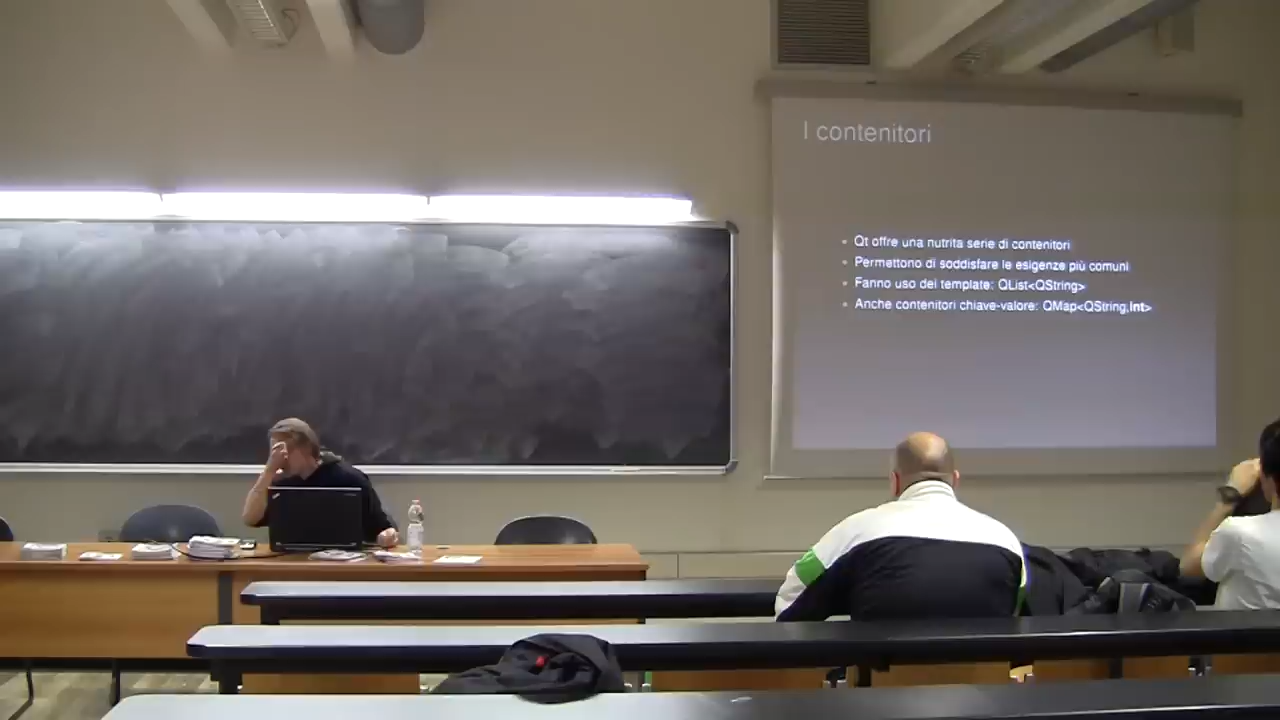 I contenitori
Qt offre una nutrita serie di contenitori
Permettono di soddisfare le esigenze più comuni
Fanno uso dei template: QList<QString>
Anche contenitori chiave-valore: QMap<QString,Int>